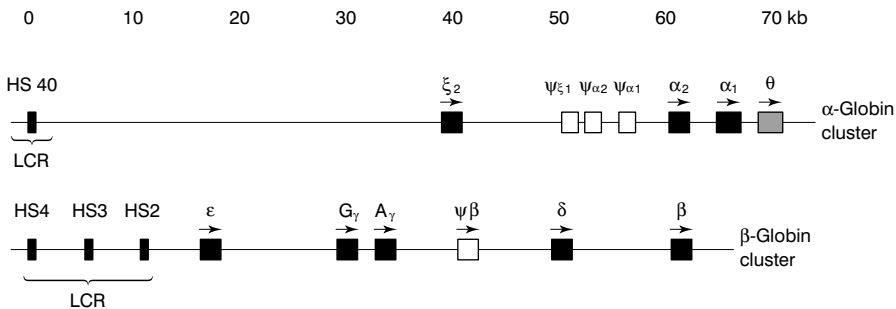 0 10 20 30 40 50 60 70 kb
HS 40 ξ2 ψξ1 ψα2 ψα1 α2 α1 θ
α-Globin
cluster
LCR
HS4 HS3 HS2 ε Gγ Aγ ψβ δ β
β-Globin
cluster
LCR